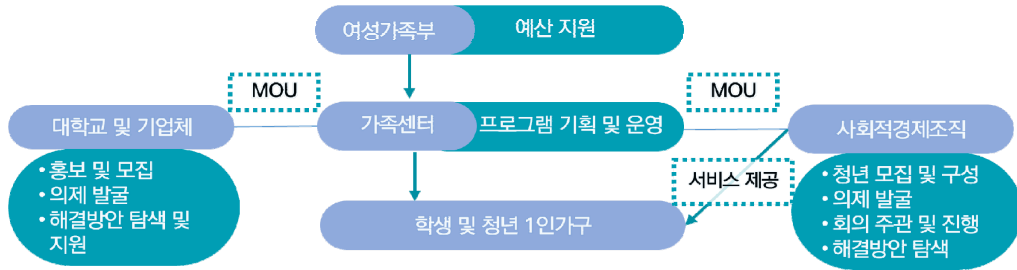 여성가족부 예산 지원
MOU MOU
대학교 및 기업체 가족센터 프로그램 기획 및 운영 사회적경제조직
• 홍보 및 모집
• 의제 발굴
• 해결방안 탐색 및
지원
서비스 제공
• 청년 모집 및 구성
• 의제 발굴
• 회의 주관 및 진행
• 해결방안 탐색
학생 및 청년 1인가구